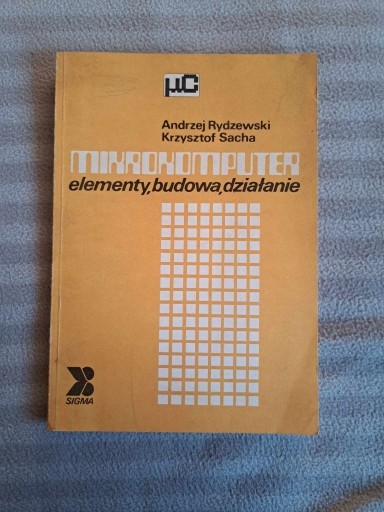 μC
Andrzej Rydzewski
Krzysztof Sacha
MIKROKOMPUTER
elementy,budowa,działanie
SIGMA